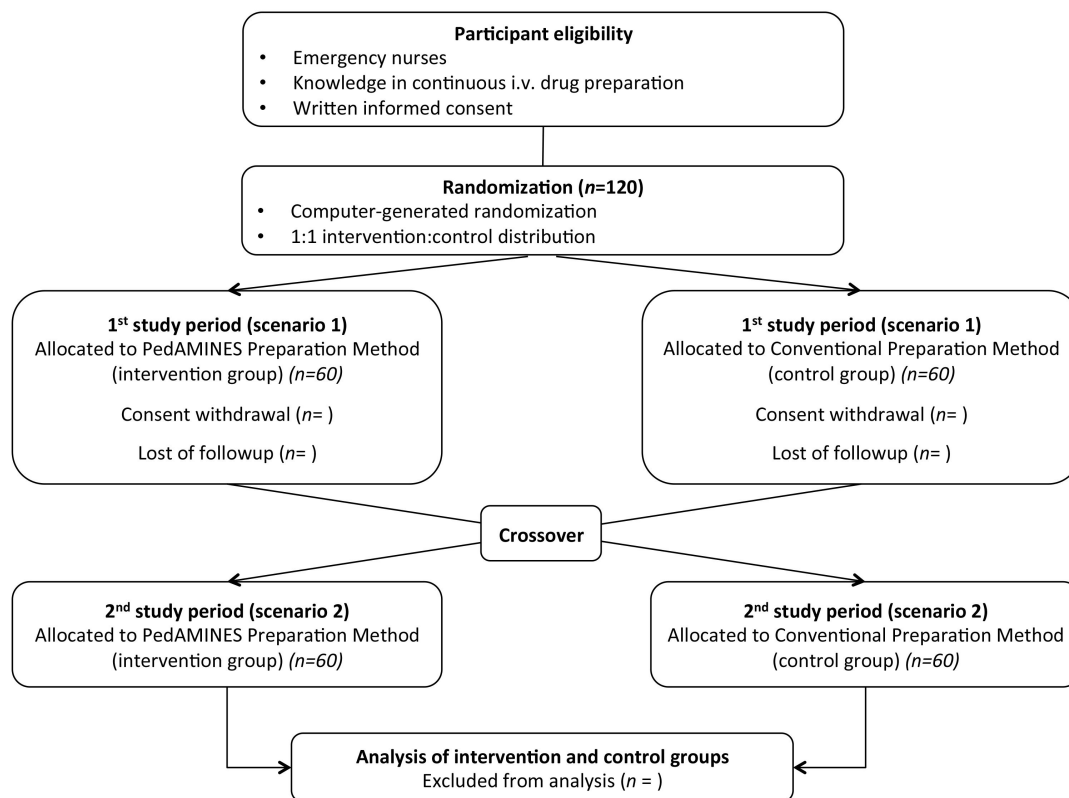 Participant eligibility
• Emergency nurses
• Knowledge in continuous i.v. drug preparation
• Written informed consent
Randomization (n=120)
• Computer-generated randomization
• 1:1 intervention:control distribution
1st study period (scenario 1)
Allocated to PedAMINES Preparation Method
(intervention group) (n=60)
Consent withdrawal (n= )
Lost of followup (n= )
1st study period (scenario 1)
Allocated to Conventional Preparation Method
(control group) (n=60)
Consent withdrawal (n= )
Lost of followup (n= )
Crossover
2nd study period (scenario 2)
Allocated to PedAMINES Preparation Method
(intervention group) (n=60)
2nd study period (scenario 2)
Allocated to Conventional Preparation Method
(control group) (n=60)
Analysis of intervention and control groups
Excluded from analysis (n = )